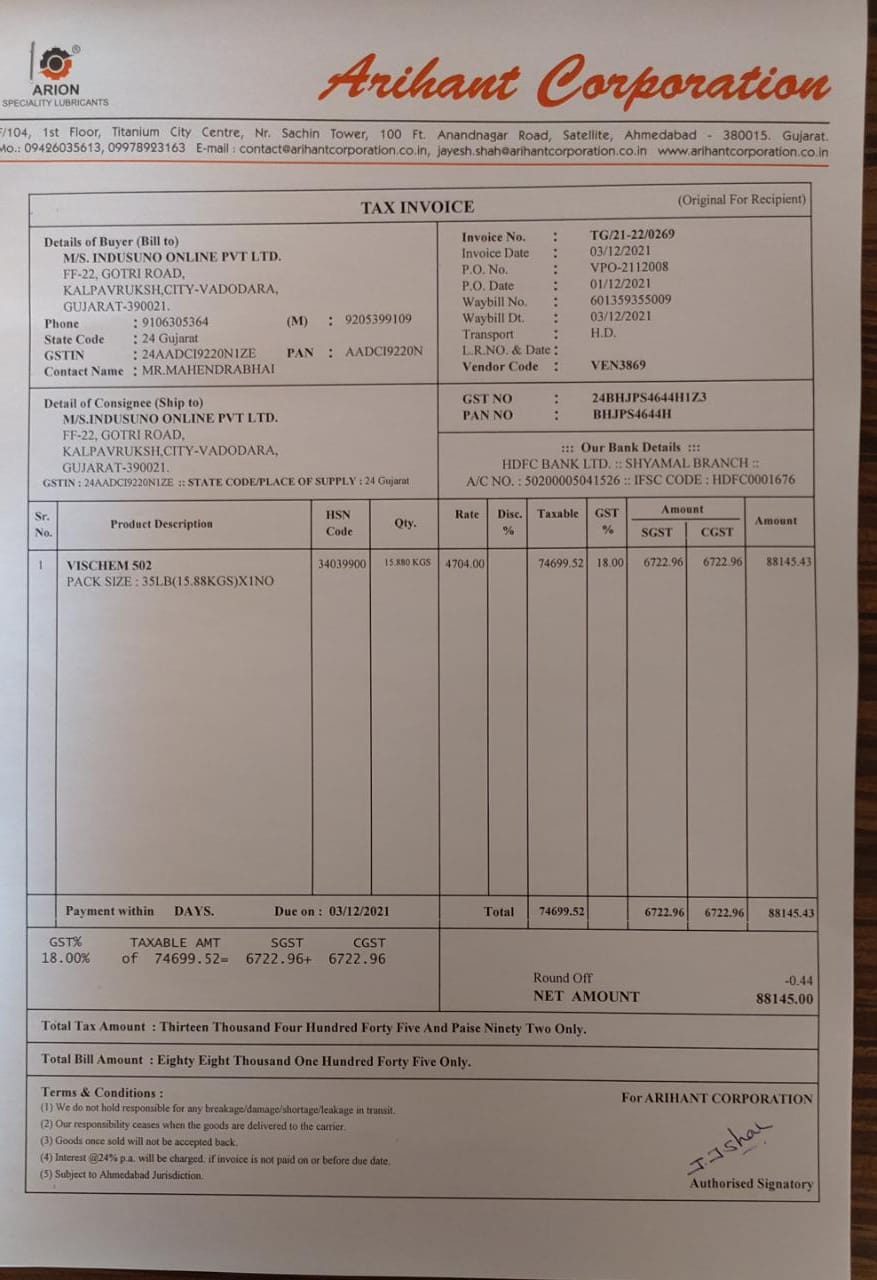 ARION
SPECIALITY LUBRICANTS
Arihant Corporation
F/104, 1st Floor, Titanium City Centre, Nr. Sachin Tower, 100 Ft. Anandnagar Road, Satellite, Ahmedabad - 380015. Gujarat.
Mo.: 09426035613, 09978923163 E-mail : contact@arihantcorporation.co.in, jayesh.shah@arihantcorporation.co.in www.arihantcorporation.co.in
TAX INVOICE
(Original For Recipient)
Details of Buyer (Bill to)
M/S. INDUSUNO ONLINE PVT LTD.
FF-22, GOTRI ROAD,
KALPAVRUKSH,CITY-VADODARA,
GUJARAT-390021.
Phone : 9106305364 (M) : 9205399109
State Code : 24 Gujarat
GSTIN : 24AADCI9220N1ZE PAN : AADCI9220N
Contact Name : MR.MAHENDRABHAI
Invoice No. : TG/21-22/0269
Invoice Date : 03/12/2021
P.O. No. : VPO-2112008
P.O. Date : 01/12/2021
Waybill No. : 601359355009
Waybill Dt. : 03/12/2021
Transport : H.D.
L.R.NO. & Date :
Vendor Code : VEN3869
Detail of Consignee (Ship to)
M/S.INDUSUNO ONLINE PVT LTD.
FF-22, GOTRI ROAD,
KALPAVRUKSH,CITY-VADODARA,
GUJARAT-390021.
GSTIN : 24AADCI9220N1ZE :: STATE CODE/PLACE OF SUPPLY : 24 Gujarat
GST NO : 24BHJPS4644H1Z3
PAN NO : BHJPS4644H
::: Our Bank Details :::
HDFC BANK LTD. :: SHYAMAL BRANCH ::
A/C NO. : 50200005041526 :: IFSC CODE : HDFC0001676
Sr. No. Product Description HSN Code Qty. Rate Disc. % Taxable GST % Amount SGST CGST Amount
1 VISCHEM 502 34039900 15.880 KGS 4704.00 74699.52 18.00 6722.96 6722.96 88145.43
PACK SIZE : 35LB(15.88KGS)X1NO
Payment within DAYS. Due on : 03/12/2021 Total 74699.52 6722.96 6722.96 88145.43
GST% TAXABLE AMT SGST CGST
18.00% of 74699.52= 6722.96+ 6722.96
Round Off -0.44
NET AMOUNT 88145.00
Total Tax Amount : Thirteen Thousand Four Hundred Forty Five And Paise Ninety Two Only.
Total Bill Amount : Eighty Eight Thousand One Hundred Forty Five Only.
Terms & Conditions :
(1) We do not hold responsible for any breakage/damage/shortage/leakage in transit.
(2) Our responsibility ceases when the goods are delivered to the carrier.
(3) Goods once sold will not be accepted back.
(4) Interest @24% p.a. will be charged. if invoice is not paid on or before due date.
(5) Subject to Ahmedabad Jurisdiction.
For ARIHANT CORPORATION
Authorised Signatory